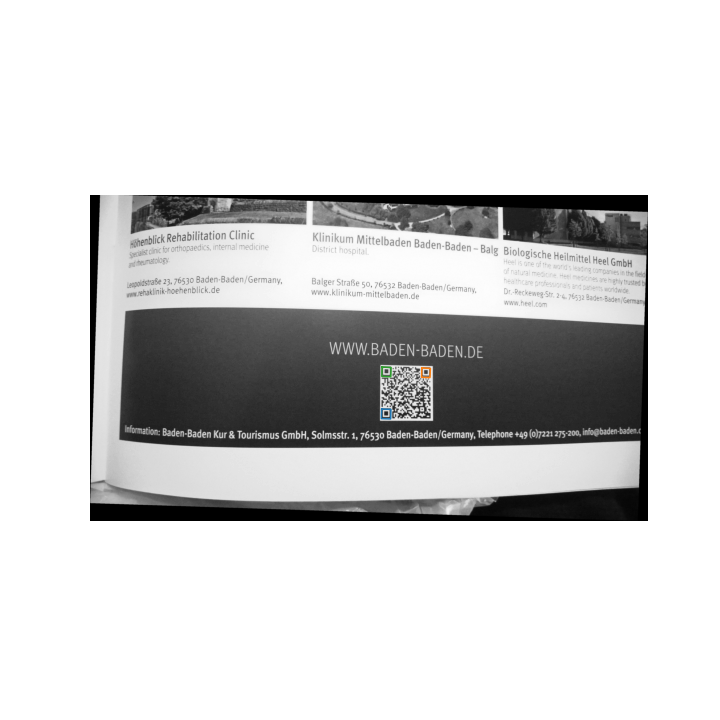 Höhenblick Rehabilitation Clinic
Specialist clinic for orthopaedics, internal medicine
and rheumatology.
Leopoldstraße 23, 76530 Baden-Baden/Germany,
www.rehaklinik-hoehenblick.de
Klinikum Mittelbaden Baden-Baden – Balg
District hospital.
Balger Straße 50, 76532 Baden-Baden/Germany,
www.klinikum-mittelbaden.de
Biologische Heilmittel Heel GmbH
Heel is one of the world's leading companies in the field
of natural medicine. Heel medicines are highly trusted b
healthcare professionals and patients worldwide.
Dr.-Reckeweg-Str. 2-4, 76532 Baden-Baden/Germany
www.heel.com
WWW.BADEN-BADEN.DE
Information: Baden-Baden Kur & Tourismus GmbH, Solmsstr. 1, 76530 Baden-Baden/Germany, Telephone +49 (0)7221 275-200, info@baden-baden.c